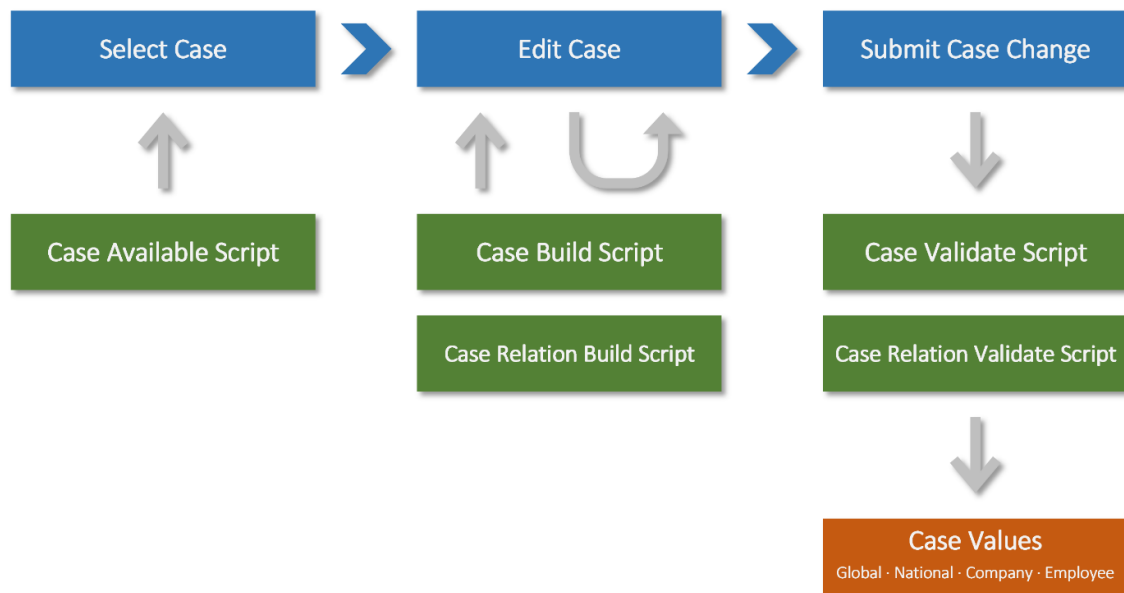 Select Case
Edit Case
Submit Case Change
Case Available Script
Case Build Script
Case Validate Script
Case Relation Build Script
Case Relation Validate Script
Case Values
Global · National · Company · Employee